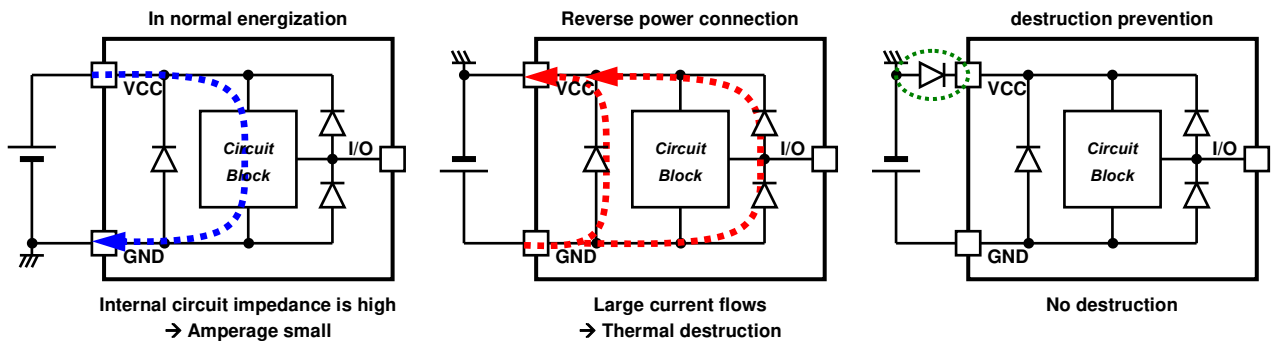 In normal energization
VCC
Circuit
Block
I/O
GND
Internal circuit impedance is high
→ Amperage small
Reverse power connection
VCC
Circuit
Block
I/O
GND
Large current flows
→ Thermal destruction
destruction prevention
VCC
Circuit
Block
I/O
GND
No destruction